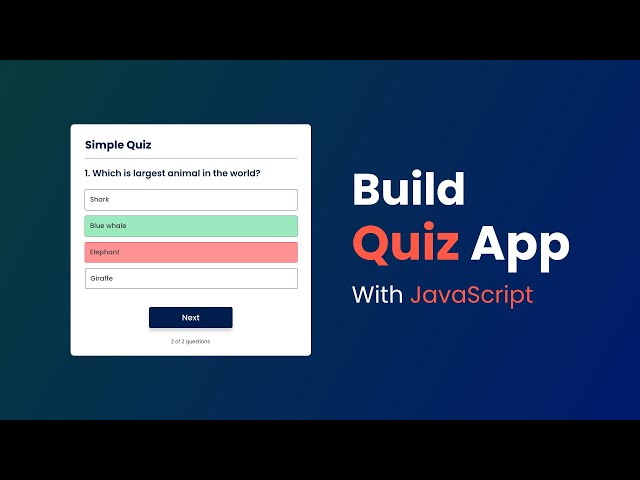 Simple Quiz
1. Which is largest animal in the world?
Shark
Blue whale
Elephant
Giraffe
Next
2 of 2 questions
Build
Quiz App
With JavaScript